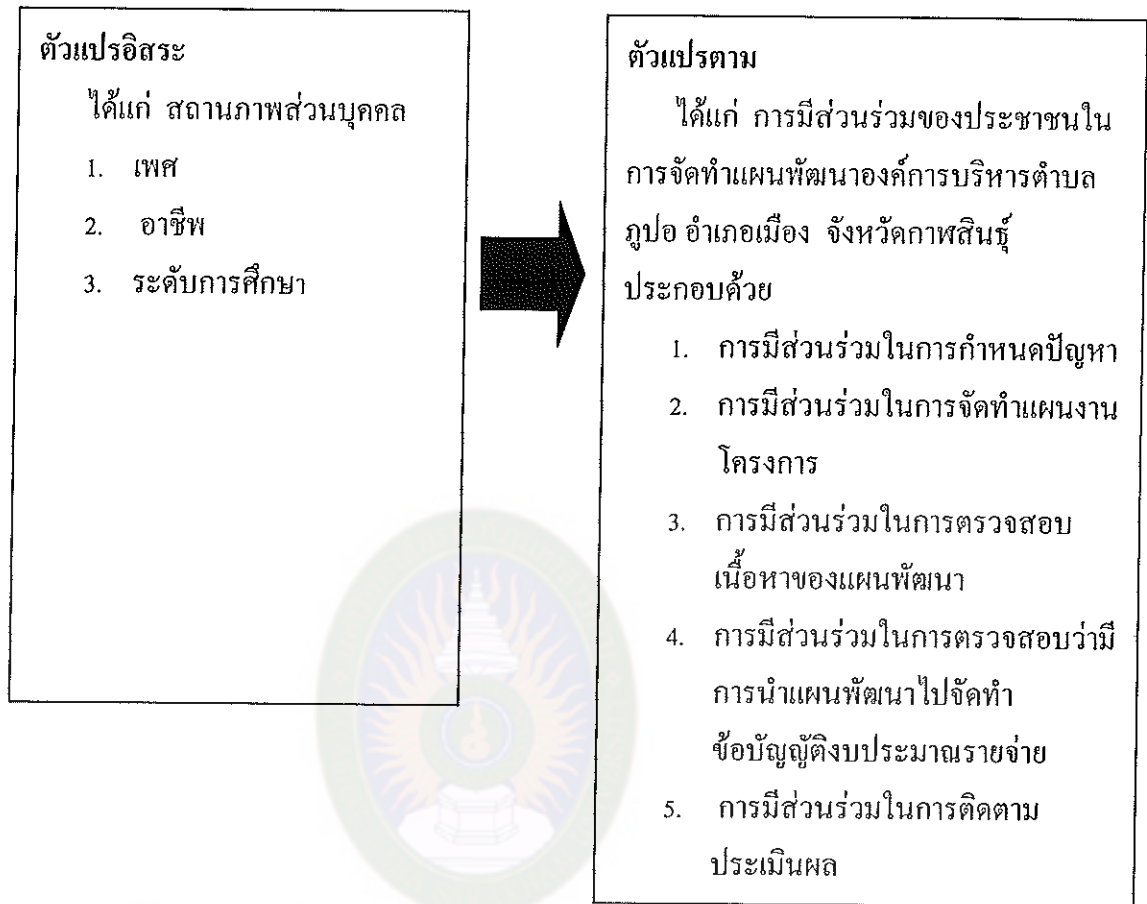 ตัวแปรอิสระ
ได้แก่ สถานภาพส่วนบุคคล
1. เพศ
2. อาชีพ
3. ระดับการศึกษา
ตัวแปรตาม
ได้แก่ การมีส่วนร่วมของประชาชนใน
การจัดทำแผนพัฒนาองค์การบริหารตำบล
ภูปอ อำเภอเมือง จังหวัดกาฬสินธุ์
ประกอบด้วย
1. การมีส่วนร่วมในการกำหนดปัญหา
2. การมีส่วนร่วมในการจัดทำแผนงาน
โครงการ
3. การมีส่วนร่วมในการตรวจสอบ
เนื้อหาของแผนพัฒนา
4. การมีส่วนร่วมในการตรวจสอบว่ามี
การนำแผนพัฒนาไปจัดทำ
ข้อบัญญัติงบประมาณรายจ่าย
5. การมีส่วนร่วมในการติดตาม
ประเมินผล